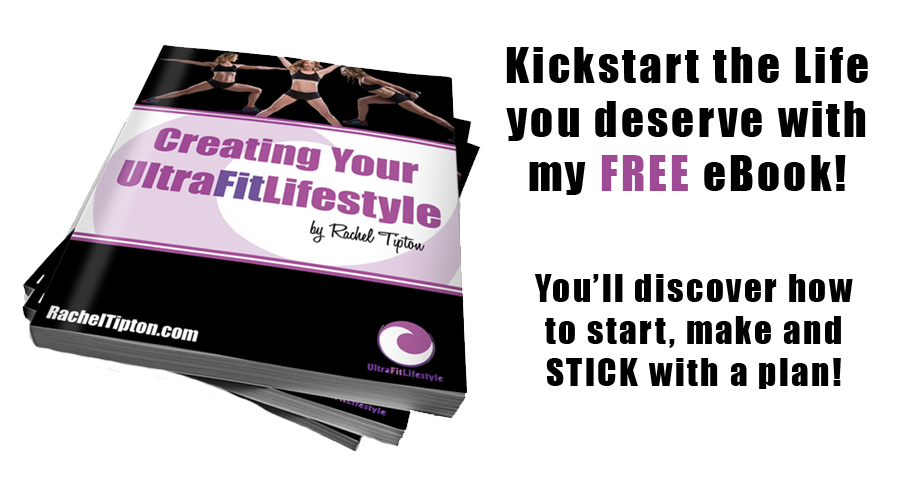 Creating Your
UltraFitLifestyle
by Rachel Tipton
RachelTipton.com
UltraFitLifestyle
Kickstart the Life
you deserve with
my FREE eBook!
You’ll discover how
to start, make and
STICK with a plan!